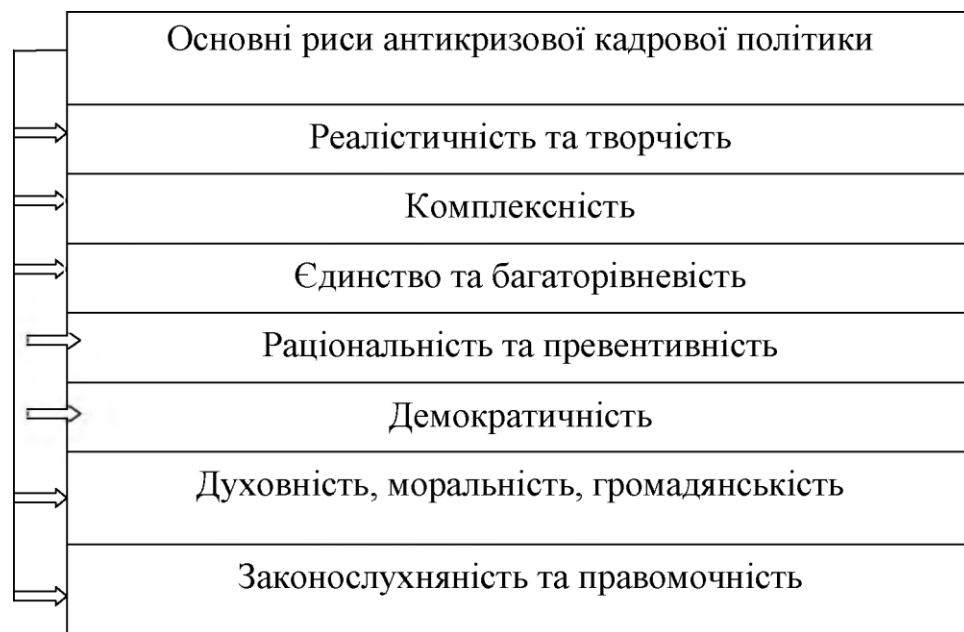 Основні риси антикризової кадрової політики
Реалістичність та творчість
Комплексність
Єдинство та багаторівневість
Раціональність та превентивність
Демократичність
Духовність, моральність, громадянськість
Законослухняність та правомочність